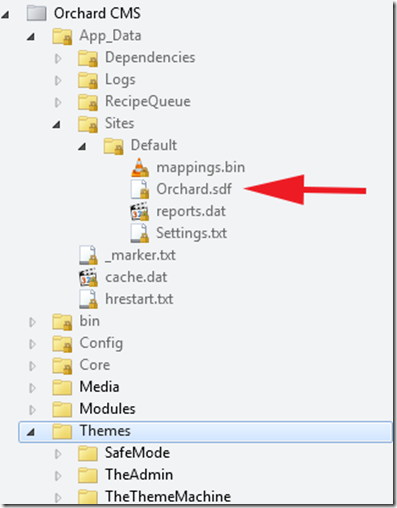 Orchard CMS
App_Data
Dependencies
Logs
RecipeQueue
Sites
Default
mappings.bin
Orchard.sdf
reports.dat
Settings.txt
_marker.txt
cache.dat
hrestart.txt
bin
Config
Core
Media
Modules
Themes
SafeMode
TheAdmin
TheThemeMachine